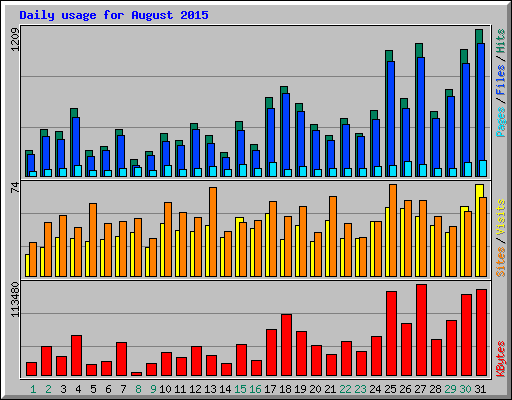 Daily usage for August 2015
1209
Pages / Files / Hits
74
Sites / Visits
113480
KBytes
1 2 3 4 5 6 7 8 9 10 11 12 13 14 15 16 17 18 19 20 21 22 23 24 25 26 27 28 29 30 31